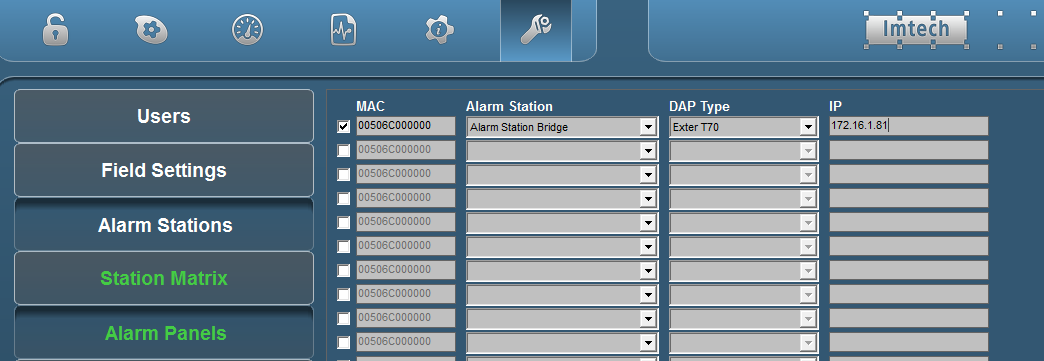 Imtech
MAC Alarm Station DAP Type IP
00506C000000 Alarm Station Bridge Exter T70 172.16.1.81
00506C000000
00506C000000
00506C000000
00506C000000
00506C000000
00506C000000
00506C000000
00506C000000
00506C000000
Users
Field Settings
Alarm Stations
Station Matrix
Alarm Panels